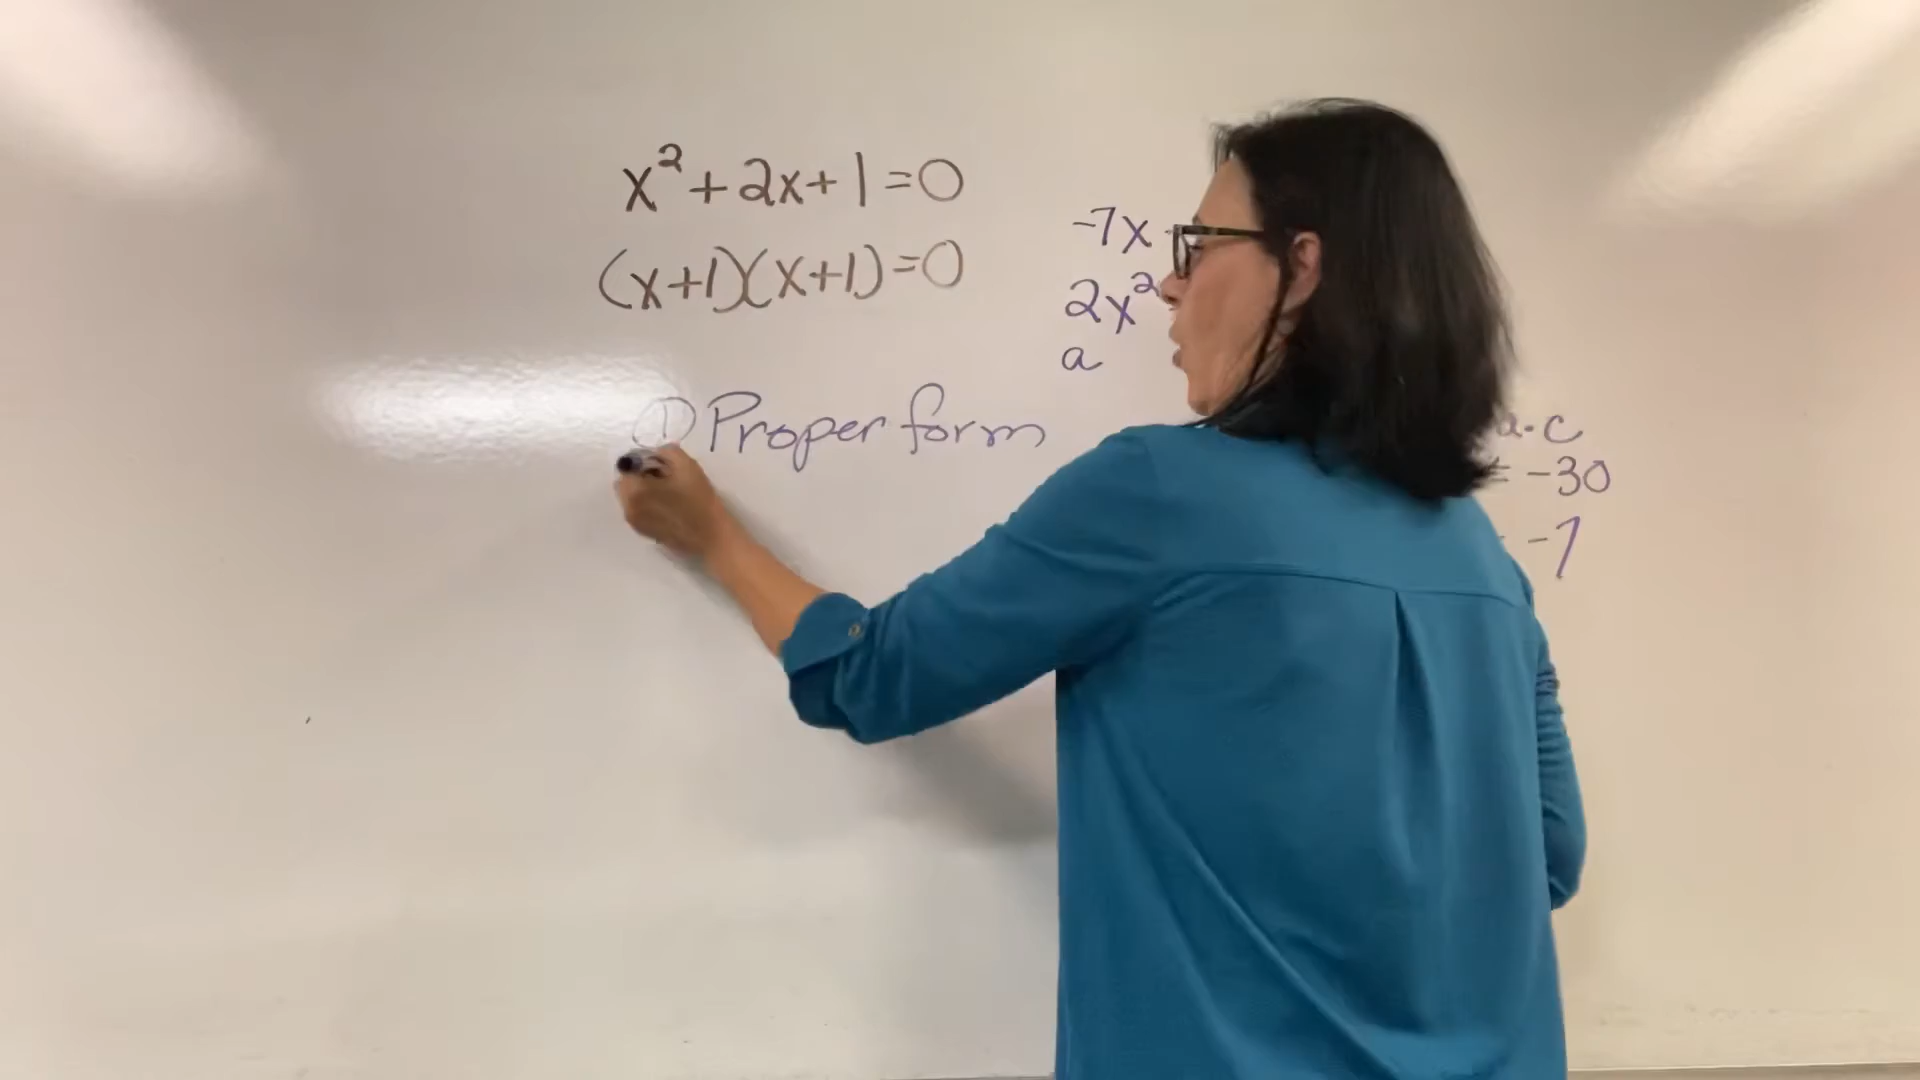 x² + 2x + 1 = 0
(x+1)(x+1) = 0
-7x
2x²
a
① Proper form
a·c
= -30
-7